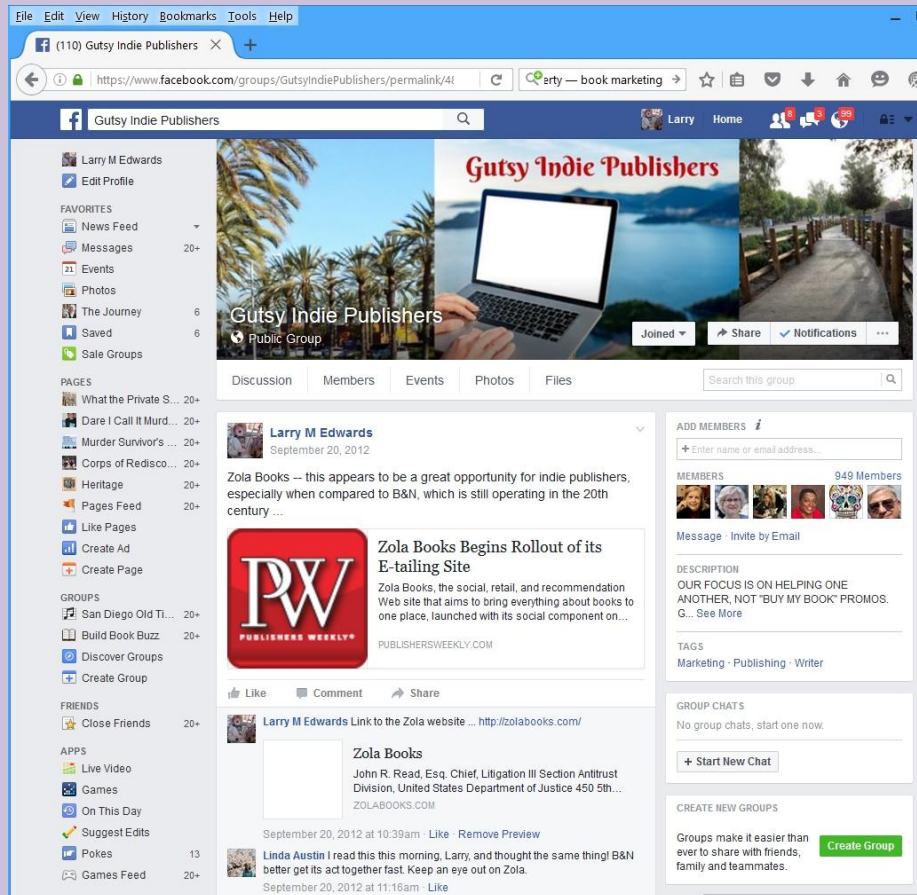 File Edit View History Bookmarks Tools Help
(110) Gutsy Indie Publishers
https://www.facebook.com/groups/GutsyIndiePublishers/permalink/4
erty — book marketing
Gutsy Indie Publishers
Larry Home 8 3 99
Larry M Edwards
Edit Profile
FAVORITES
News Feed
Messages 20+
21 Events
Photos
The Journey 6
Saved 6
Sale Groups
PAGES
What the Private S... 20+
Dare I Call It Murd... 20+
Murder Survivor's ... 20+
Corps of Redisco... 20+
Heritage 20+
Pages Feed 20+
Like Pages
Create Ad
Create Page
GROUPS
San Diego Old Ti... 20+
Build Book Buzz 20+
Discover Groups
Create Group
FRIENDS
Close Friends 20+
APPS
Live Video
Games
On This Day
Suggest Edits
Pokes 13
Games Feed 20+
Gutsy Indie Publishers
Gutsy Indie Publishers
Public Group
Joined Share Notifications ...
Discussion Members Events Photos Files
Search this group
Larry M Edwards
September 20, 2012
Zola Books -- this appears to be a great opportunity for indie publishers,
especially when compared to B&N, which is still operating in the 20th
century ...
PW
PUBLISHERS WEEKLY®
Zola Books Begins Rollout of its
E-tailing Site
Zola Books, the social, retail, and recommendation
Web site that aims to bring everything about books to
one place, launched with its social component on...
PUBLISHERSWEEKLY.COM
Like Comment Share
Larry M Edwards Link to the Zola website ... http://zolabooks.com/
Zola Books
John R. Read, Esq. Chief, Litigation III Section Antitrust
Division, United States Department of Justice 450 5th...
ZOLABOOKS.COM
September 20, 2012 at 10:39am · Like · Remove Preview
Linda Austin I read this this morning, Larry, and thought the same thing! B&N
better get its act together fast. Keep an eye out on Zola.
September 20, 2012 at 11:16am · Like
ADD MEMBERS i
+ Enter name or email address...
MEMBERS 949 Members
Message · Invite by Email
DESCRIPTION
OUR FOCUS IS ON HELPING ONE
ANOTHER, NOT "BUY MY BOOK" PROMOS.
G... See More
TAGS
Marketing · Publishing · Writer
GROUP CHATS
No group chats, start one now.
+ Start New Chat
CREATE NEW GROUPS
Groups make it easier than
ever to share with friends,
family and teammates.
Create Group